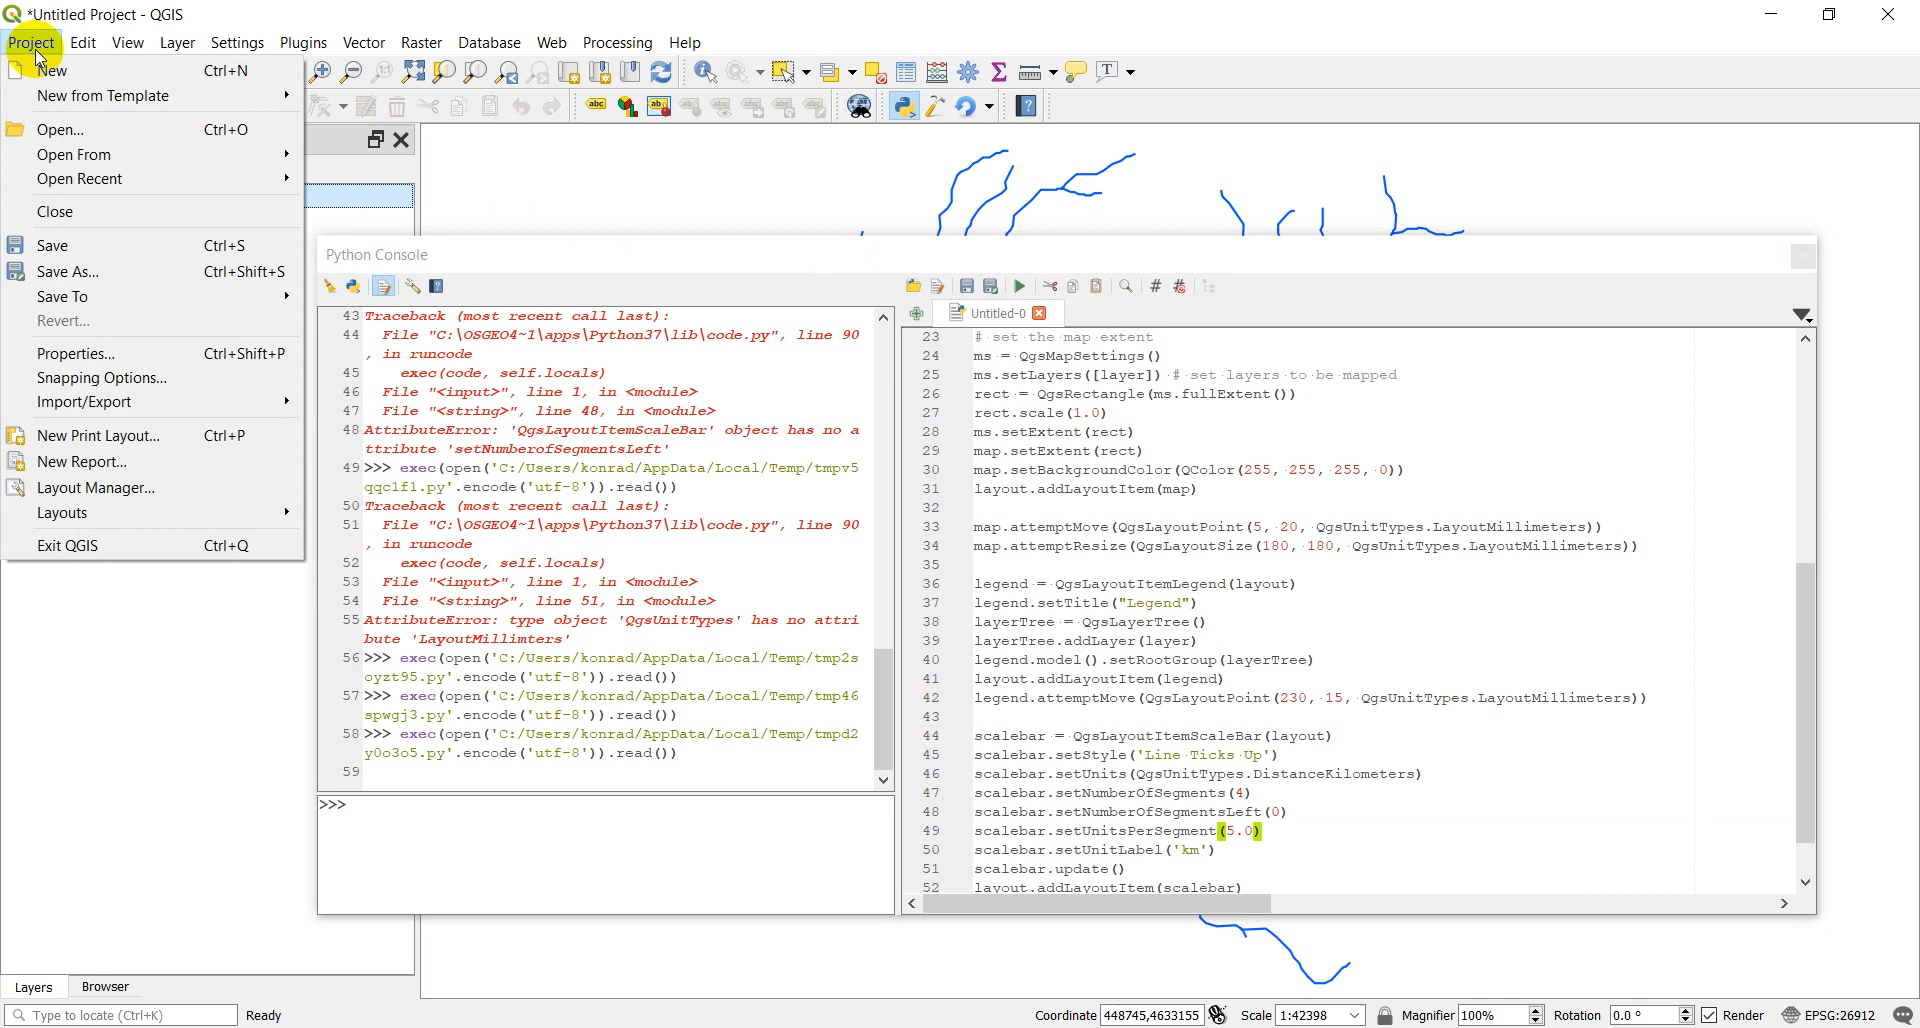 *Untitled Project - QGIS
Project Edit View Layer Settings Plugins Vector Raster Database Web Processing Help
New Ctrl+N
New from Template
Open... Ctrl+O
Open From
Open Recent
Close
Save Ctrl+S
Save As... Ctrl+Shift+S
Save To
Revert...
Properties... Ctrl+Shift+P
Snapping Options...
Import/Export
New Print Layout... Ctrl+P
New Report...
Layout Manager...
Layouts
Exit QGIS Ctrl+Q
Python Console
43 Traceback (most recent call last):
44 File "C:\OSGEO4~1\apps\Python37\lib\code.py", line 90
, in runcode
45 exec(code, self.locals)
46 File "<input>", line 1, in <module>
47 File "<string>", line 48, in <module>
48 AttributeError: 'QgsLayoutItemScaleBar' object has no a
ttribute 'setNumberofSegmentsLeft'
49 >>> exec(open('C:/Users/konrad/AppData/Local/Temp/tmpv5
qqc1f1.py'.encode('utf-8')).read())
50 Traceback (most recent call last):
51 File "C:\OSGEO4~1\apps\Python37\lib\code.py", line 90
, in runcode
52 exec(code, self.locals)
53 File "<input>", line 1, in <module>
54 File "<string>", line 51, in <module>
55 AttributeError: type object 'QgsUnitTypes' has no attri
bute 'LayoutMillimters'
56 >>> exec(open('C:/Users/konrad/AppData/Local/Temp/tmp2s
oyzt95.py'.encode('utf-8')).read())
57 >>> exec(open('C:/Users/konrad/AppData/Local/Temp/tmp46
spwgj3.py'.encode('utf-8')).read())
58 >>> exec(open('C:/Users/konrad/AppData/Local/Temp/tmpd2
y0o3o5.py'.encode('utf-8')).read())
59
>>>
Untitled-0
23 # set the map extent
24 ms = QgsMapSettings()
25 ms.setLayers([layer]) # set layers to be mapped
26 rect = QgsRectangle(ms.fullExtent())
27 rect.scale(1.0)
28 ms.setExtent(rect)
29 map.setExtent(rect)
30 map.setBackgroundColor(QColor(255, 255, 255, 0))
31 layout.addLayoutItem(map)
32
33 map.attemptMove(QgsLayoutPoint(5, 20, QgsUnitTypes.LayoutMillimeters))
34 map.attemptResize(QgsLayoutSize(180, 180, QgsUnitTypes.LayoutMillimeters))
35
36 legend = QgsLayoutItemLegend(layout)
37 legend.setTitle("Legend")
38 layerTree = QgsLayerTree()
39 layerTree.addLayer(layer)
40 legend.model().setRootGroup(layerTree)
41 layout.addLayoutItem(legend)
42 legend.attemptMove(QgsLayoutPoint(230, 15, QgsUnitTypes.LayoutMillimeters))
43
44 scalebar = QgsLayoutItemScaleBar(layout)
45 scalebar.setStyle('Line Ticks Up')
46 scalebar.setUnits(QgsUnitTypes.DistanceKilometers)
47 scalebar.setNumberOfSegments(4)
48 scalebar.setNumberOfSegmentsLeft(0)
49 scalebar.setUnitsPerSegment(5.0)
50 scalebar.setUnitLabel('km')
51 scalebar.update()
52 layout.addLayoutItem(scalebar)
Layers Browser
Type to locate (Ctrl+K) Ready Coordinate 448745,4633155 Scale 1:42398 Magnifier 100% Rotation 0.0 ° Render EPSG:26912